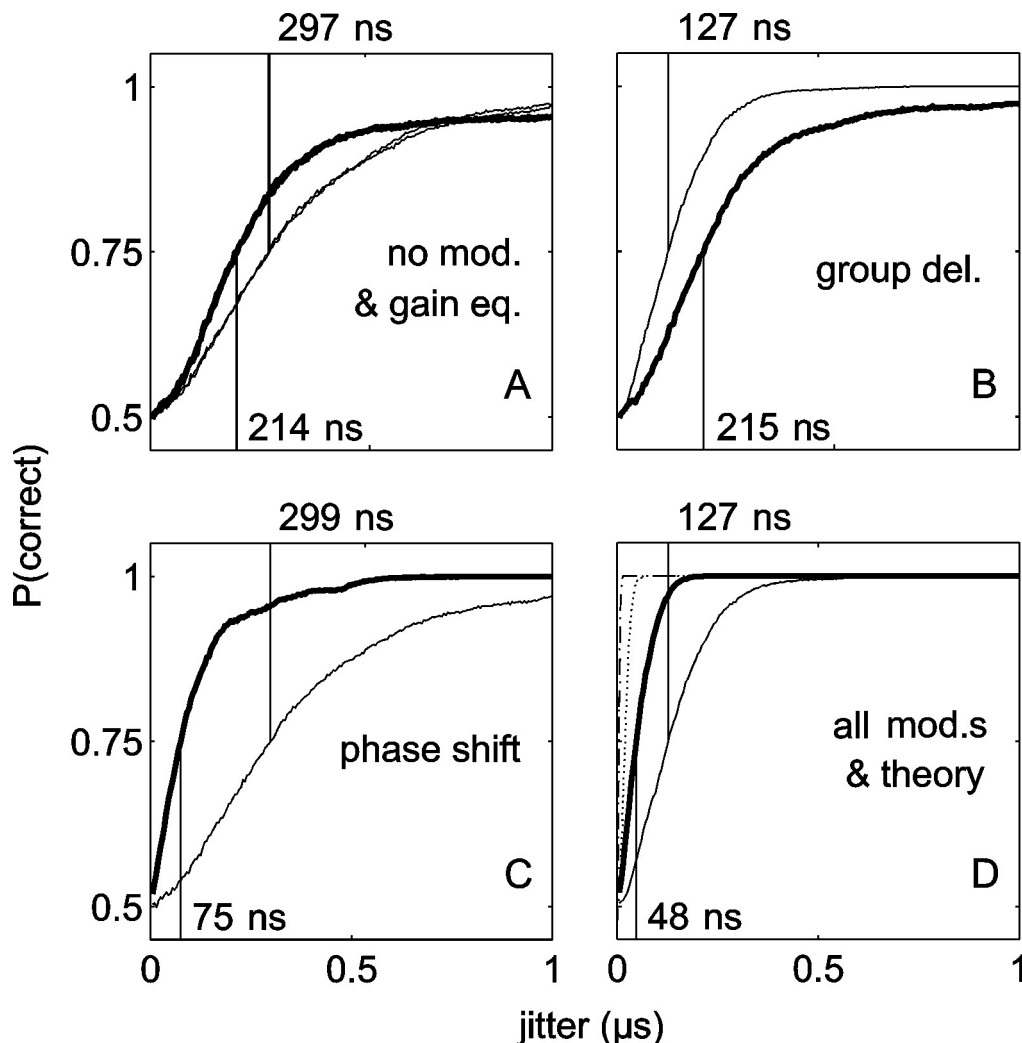 297 ns
127 ns
1
0.75
0.5
no mod.
& gain eq.
A
214 ns
group del.
B
215 ns
P(correct)
299 ns
127 ns
1
0.75
0.5
phase shift
C
75 ns
all mod.s
& theory
D
48 ns
0 0.5 1
0 0.5 1
jitter (µs)